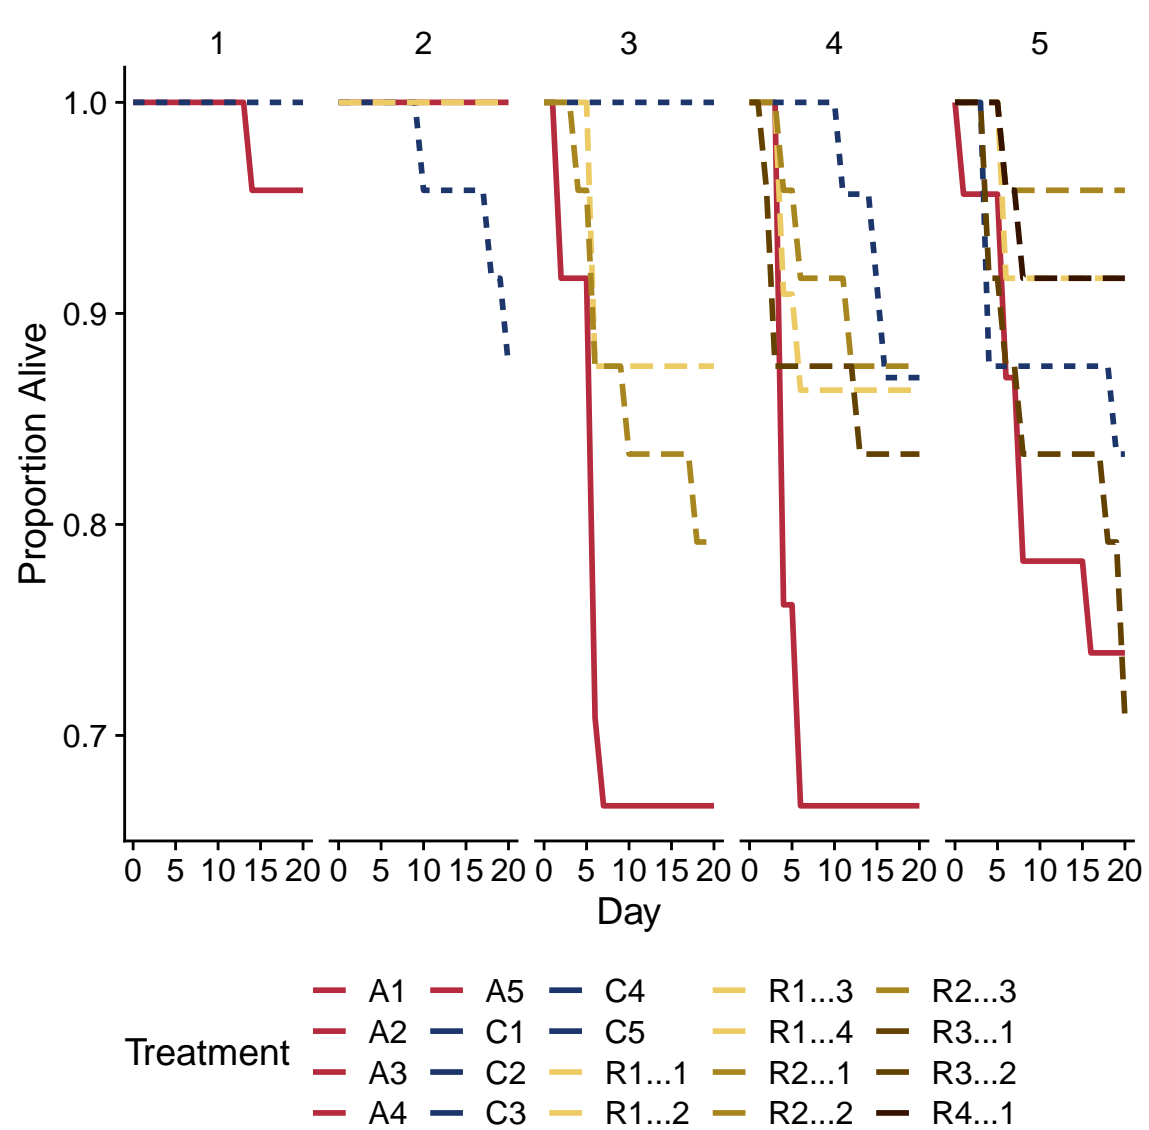 1 2 3 4 5
1.0
0.9
0.8
0.7
Proportion Alive
0 5 10 15 20 0 5 10 15 20 0 5 10 15 20 0 5 10 15 20 0 5 10 15 20
Day
Treatment
A1 A5 C4 R1...3 R2...3
A2 C1 C5 R1...4 R3...1
A3 C2 R1...1 R2...1 R3...2
A4 C3 R1...2 R2...2 R4...1